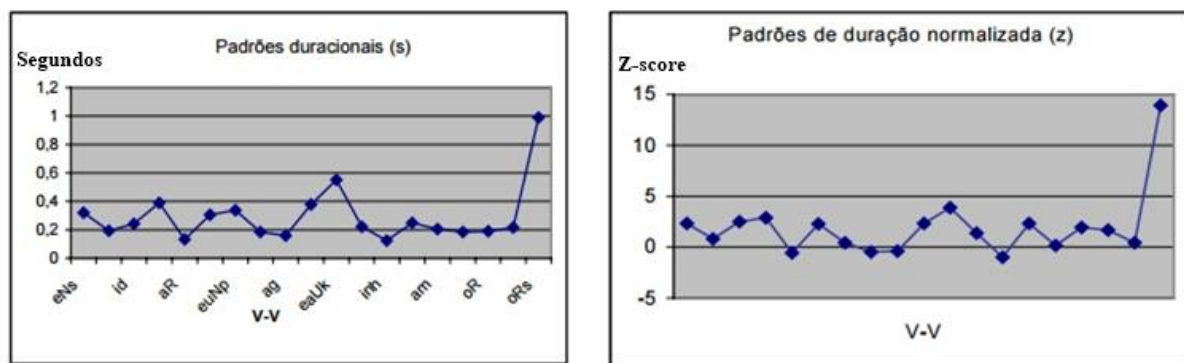 Padrões duracionais (s)
Segundos
1,2
1
0,8
0,6
0,4
0,2
0
eNs
id
aR
euNp
ag
eaUk
inh
am
oR
oRs
V-V
Padrões de duração normalizada (z)
Z-score
15
10
5
0
-5
V-V